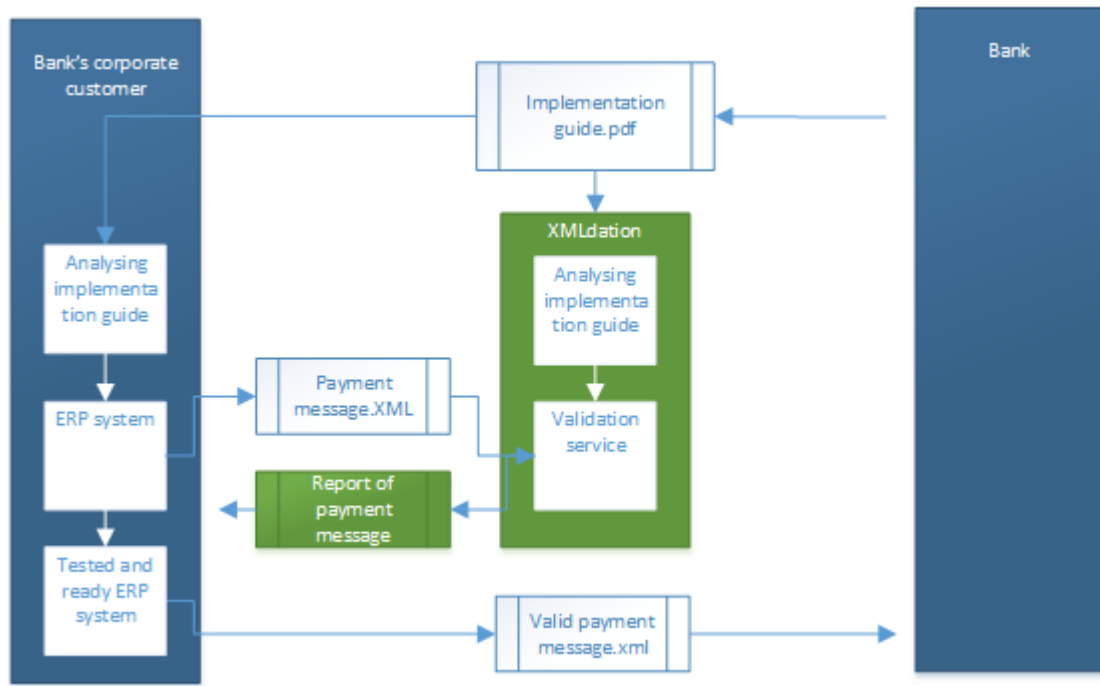 Bank's corporate
customer
Bank
Implementation
guide.pdf
XMLdation
Analysing
implementa
tion guide
Analysing
implementa
tion guide
Payment
message.XML
ERP system
Validation
service
Report of
payment
message
Tested and
ready ERP
system
Valid payment
message.xml